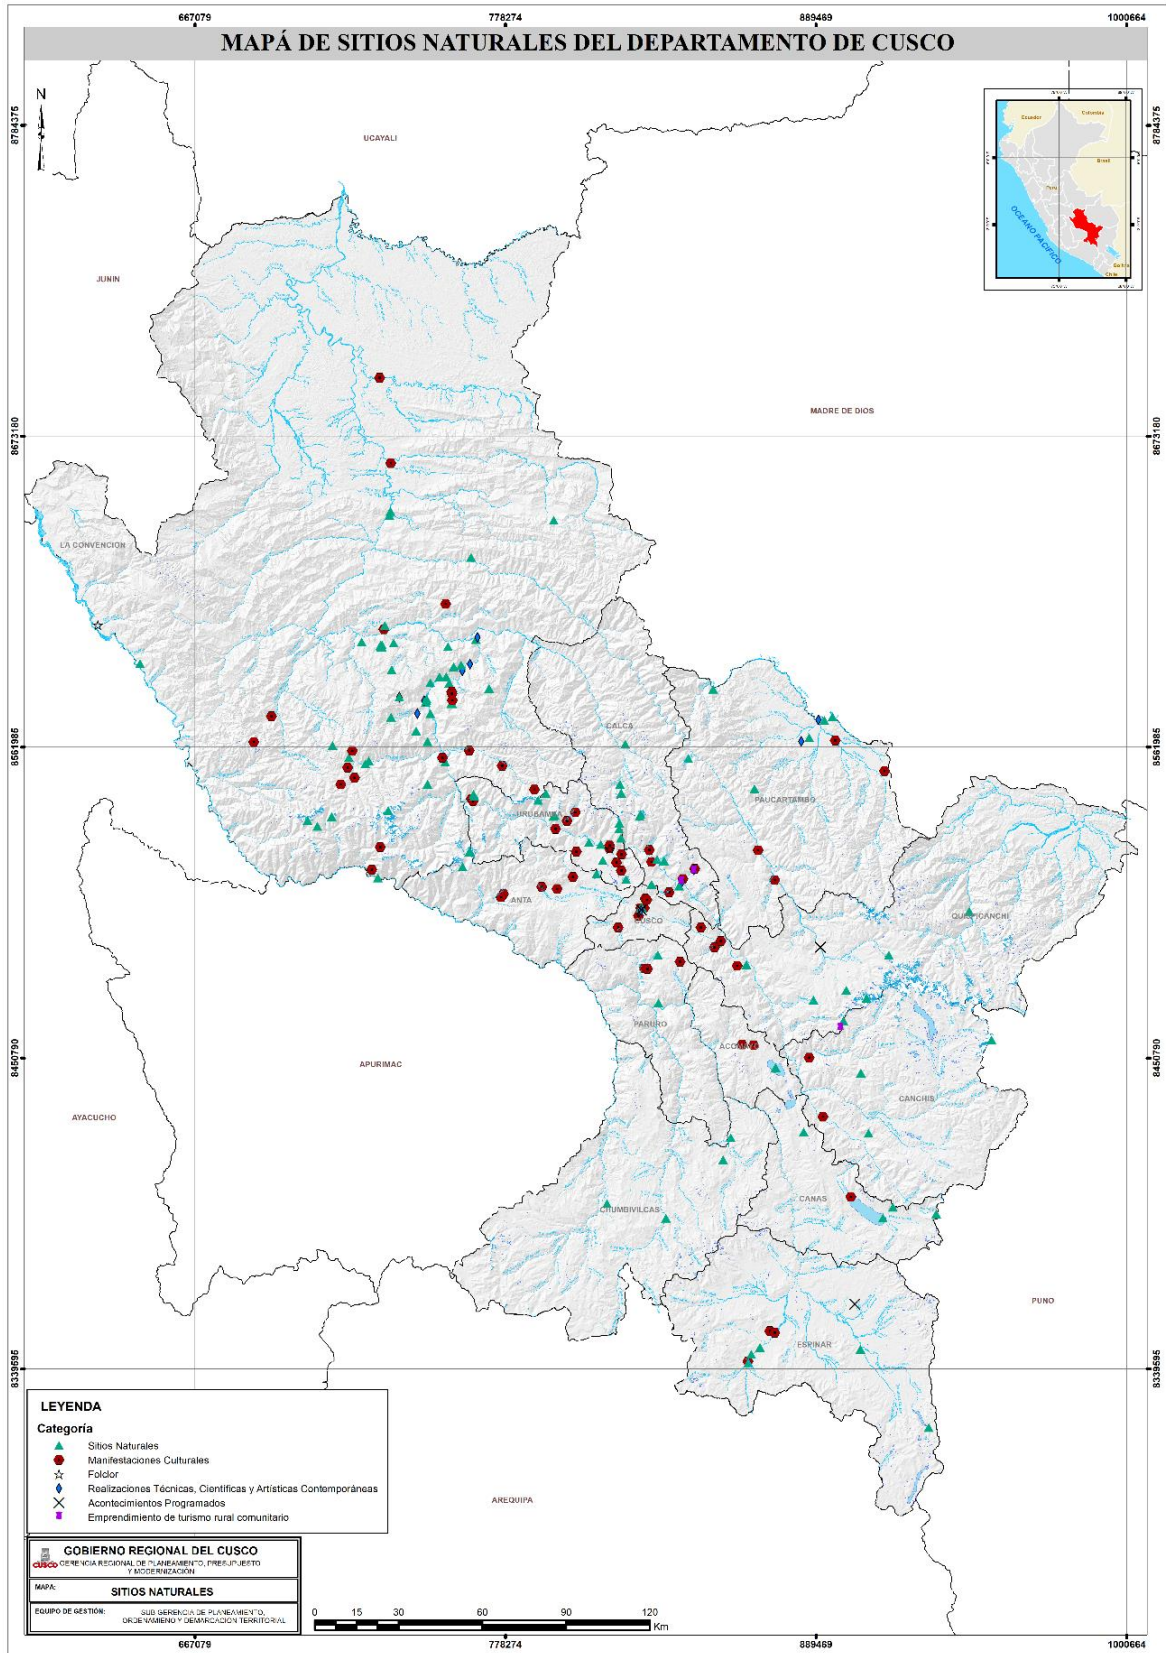 667079
778274
889469
1000664
MAPÁ DE SITIOS NATURALES DEL DEPARTAMENTO DE CUSCO
N
8784375
8784375
UCAYALI
Ecuador
Colombia
Brasil
Perú
OCEANO PACIFICO
Chile
JUNIN
MADRE DE DIOS
8673180
8673180
LA CONVENCION
CALCA
8561985
8561985
PAUCARTAMBO
URUBAMBA
ANTA
QUISPICANCHI
CUSCO
PARURO
ACOMAYO
8450790
8450790
APURIMAC
CANCHIS
AYACUCHO
CANAS
CHUMBIVILCAS
PUNO
ESPINAR
8339595
8339595
LEYENDA
Categoría
Sitios Naturales
Manifestaciones Culturales
Folclor
Realizaciones Técnicas, Científicas y Artísticas Contemporáneas
Acontecimientos Programados
Emprendimiento de turismo rural comunitario
AREQUIPA
GOBIERNO REGIONAL DEL CUSCO
CUSCO
GERENCIA REGIONAL DE PLANEAMIENTO, PRESUPUESTO
Y MODERNIZACIÓN
MAPA:
SITIOS NATURALES
EQUIPO DE GESTIÓN:
SUB GERENCIA DE PLANEAMIENTO,
ORDENAMIENO Y DEMARCACION TERRITORIAL
0 15 30 60 90 120
Km
667079
778274
889469
1000664